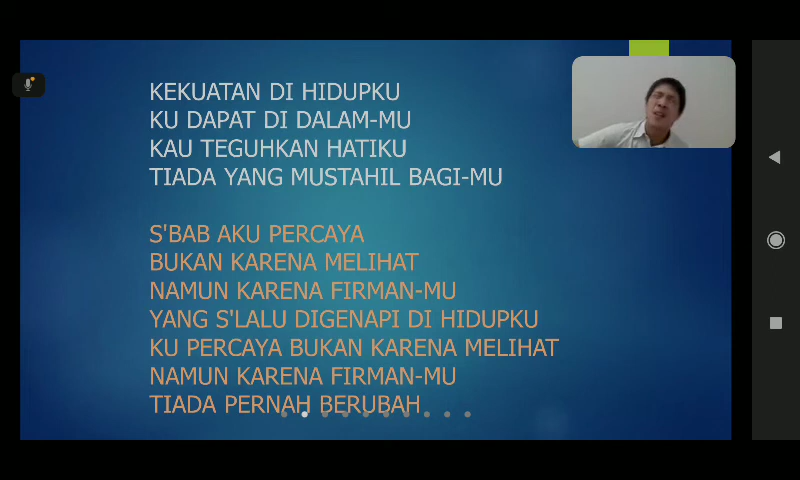 KEKUATAN DI HIDUPKU
KU DAPAT DI DALAM-MU
KAU TEGUHKAN HATIKU
TIADA YANG MUSTAHIL BAGI-MU
S'BAB AKU PERCAYA
BUKAN KARENA MELIHAT
NAMUN KARENA FIRMAN-MU
YANG S'LALU DIGENAPI DI HIDUPKU
KU PERCAYA BUKAN KARENA MELIHAT
NAMUN KARENA FIRMAN-MU
TIADA PERNAH BERUBAH